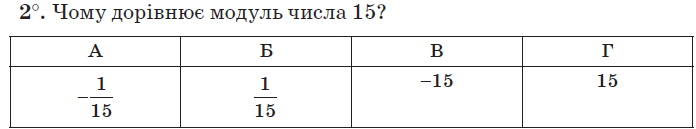 2°. Чому дорівнює модуль числа 15?
А Б В Г
−1/15 1/15 −15 15